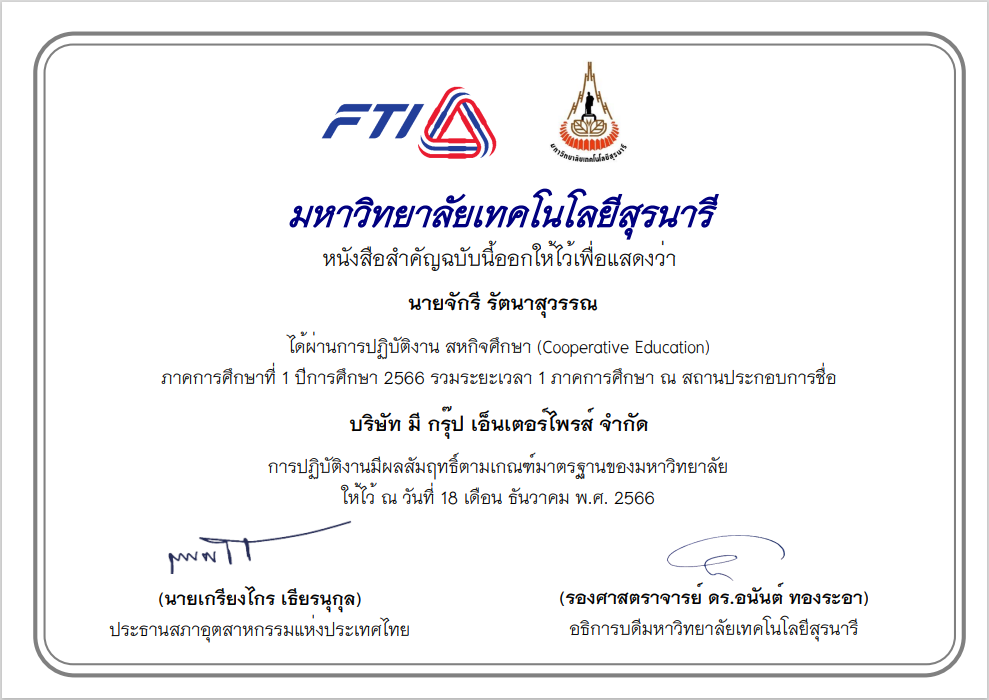 FTI
มหาวิทยาลัยเทคโนโลยีสุรนารี
มหาวิทยาลัยเทคโนโลยีสุรนารี
หนังสือสำคัญฉบับนี้ออกให้ไว้เพื่อแสดงว่า
นายจักรี รัตนาสุวรรณ
ได้ผ่านการปฏิบัติงาน สหกิจศึกษา (Cooperative Education)
ภาคการศึกษาที่ 1 ปีการศึกษา 2566 รวมระยะเวลา 1 ภาคการศึกษา ณ สถานประกอบการชื่อ
บริษัท มี กรุ๊ป เอ็นเตอร์ไพรส์ จำกัด
การปฏิบัติงานมีผลสัมฤทธิ์ตามเกณฑ์มาตรฐานของมหาวิทยาลัย
ให้ไว้ ณ วันที่ 18 เดือน ธันวาคม พ.ศ. 2566
(นายเกรียงไกร เธียรนุกุล)
ประธานสภาอุตสาหกรรมแห่งประเทศไทย
(รองศาสตราจารย์ ดร.อนันต์ ทองระอา)
อธิการบดีมหาวิทยาลัยเทคโนโลยีสุรนารี